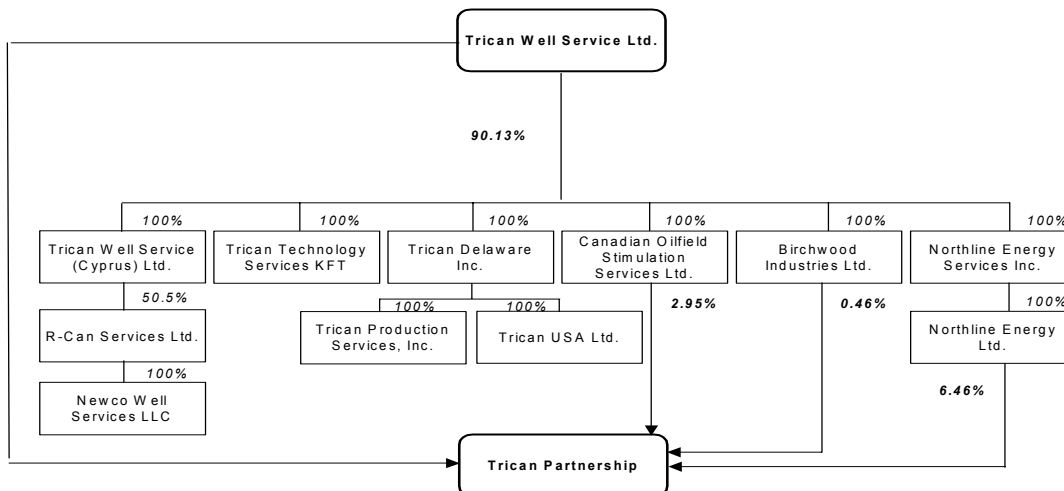 Trican Well Service Ltd.
90.13%
100%
100%
100%
100%
100%
100%
Trican Well Service
(Cyprus) Ltd.
Trican Technology
Services KFT
Trican Delaware
Inc.
Canadian Oilfield
Stimulation
Services Ltd.
Birchwood
Industries Ltd.
Northline Energy
Services Inc.
50.5%
100%
100%
2.95%
0.46%
100%
R-Can Services Ltd.
Trican Production
Services, Inc.
Trican USA Ltd.
Northline Energy
Ltd.
100%
Newco Well
Services LLC
6.46%
Trican Partnership